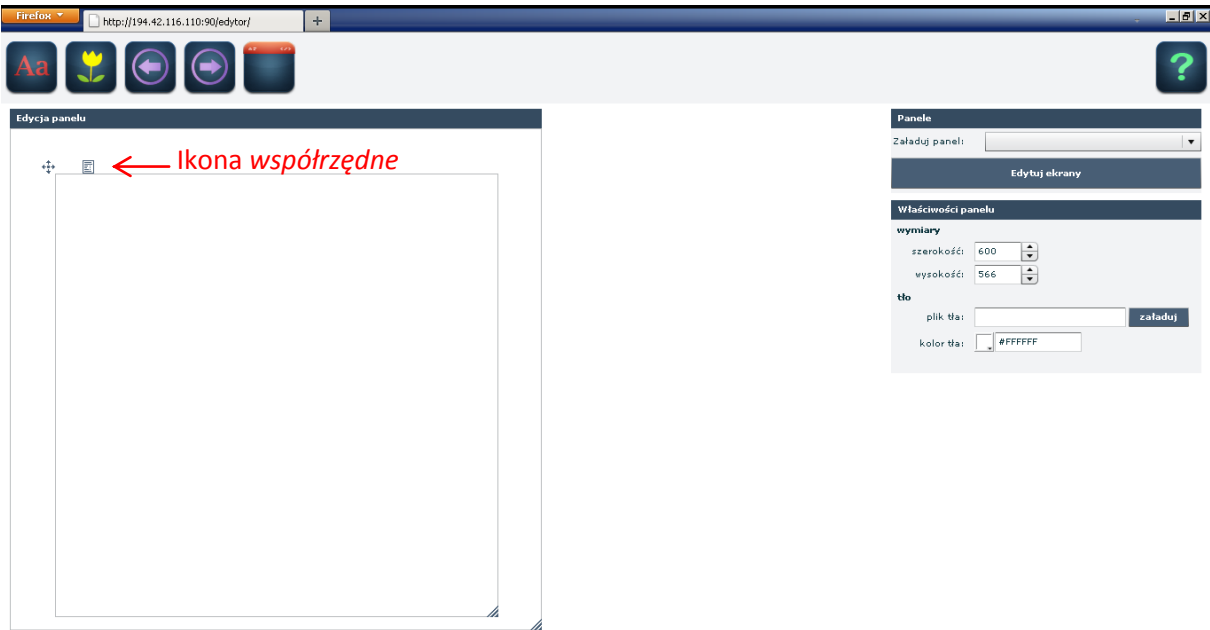 Firefox
http://194.42.116.110:90/edytor/
+
Aa
?
Edycja panelu
Ikona współrzędne
Panele
Załaduj panel:
Edytuj ekrany
Właściwości panelu
wymiary
szerokość: 600
wysokość: 566
tło
plik tła: załaduj
kolor tła: #FFFFFF